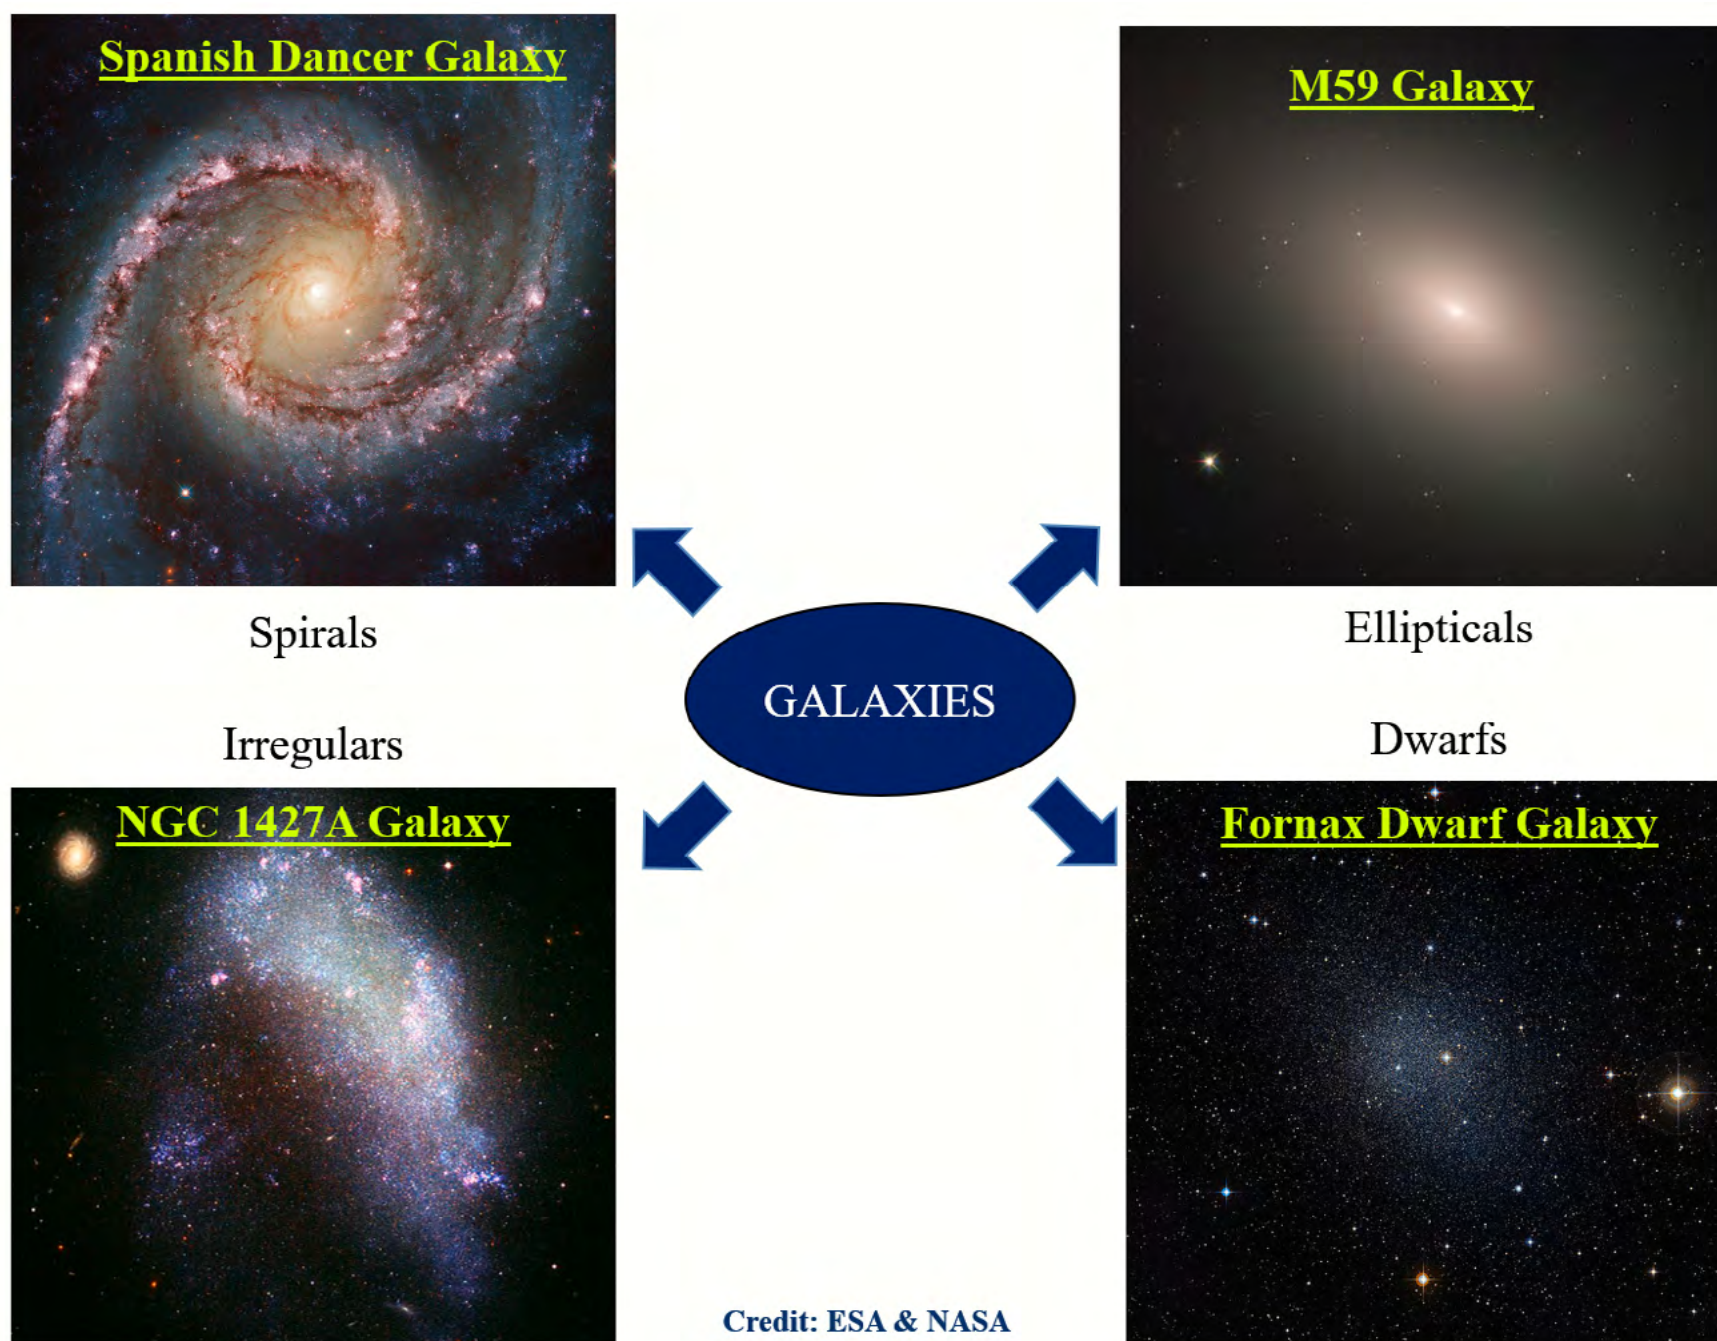 Spanish Dancer Galaxy
M59 Galaxy
Spirals
Ellipticals
GALAXIES
Irregulars
Dwarfs
NGC 1427A Galaxy
Fornax Dwarf Galaxy
Credit: ESA & NASA